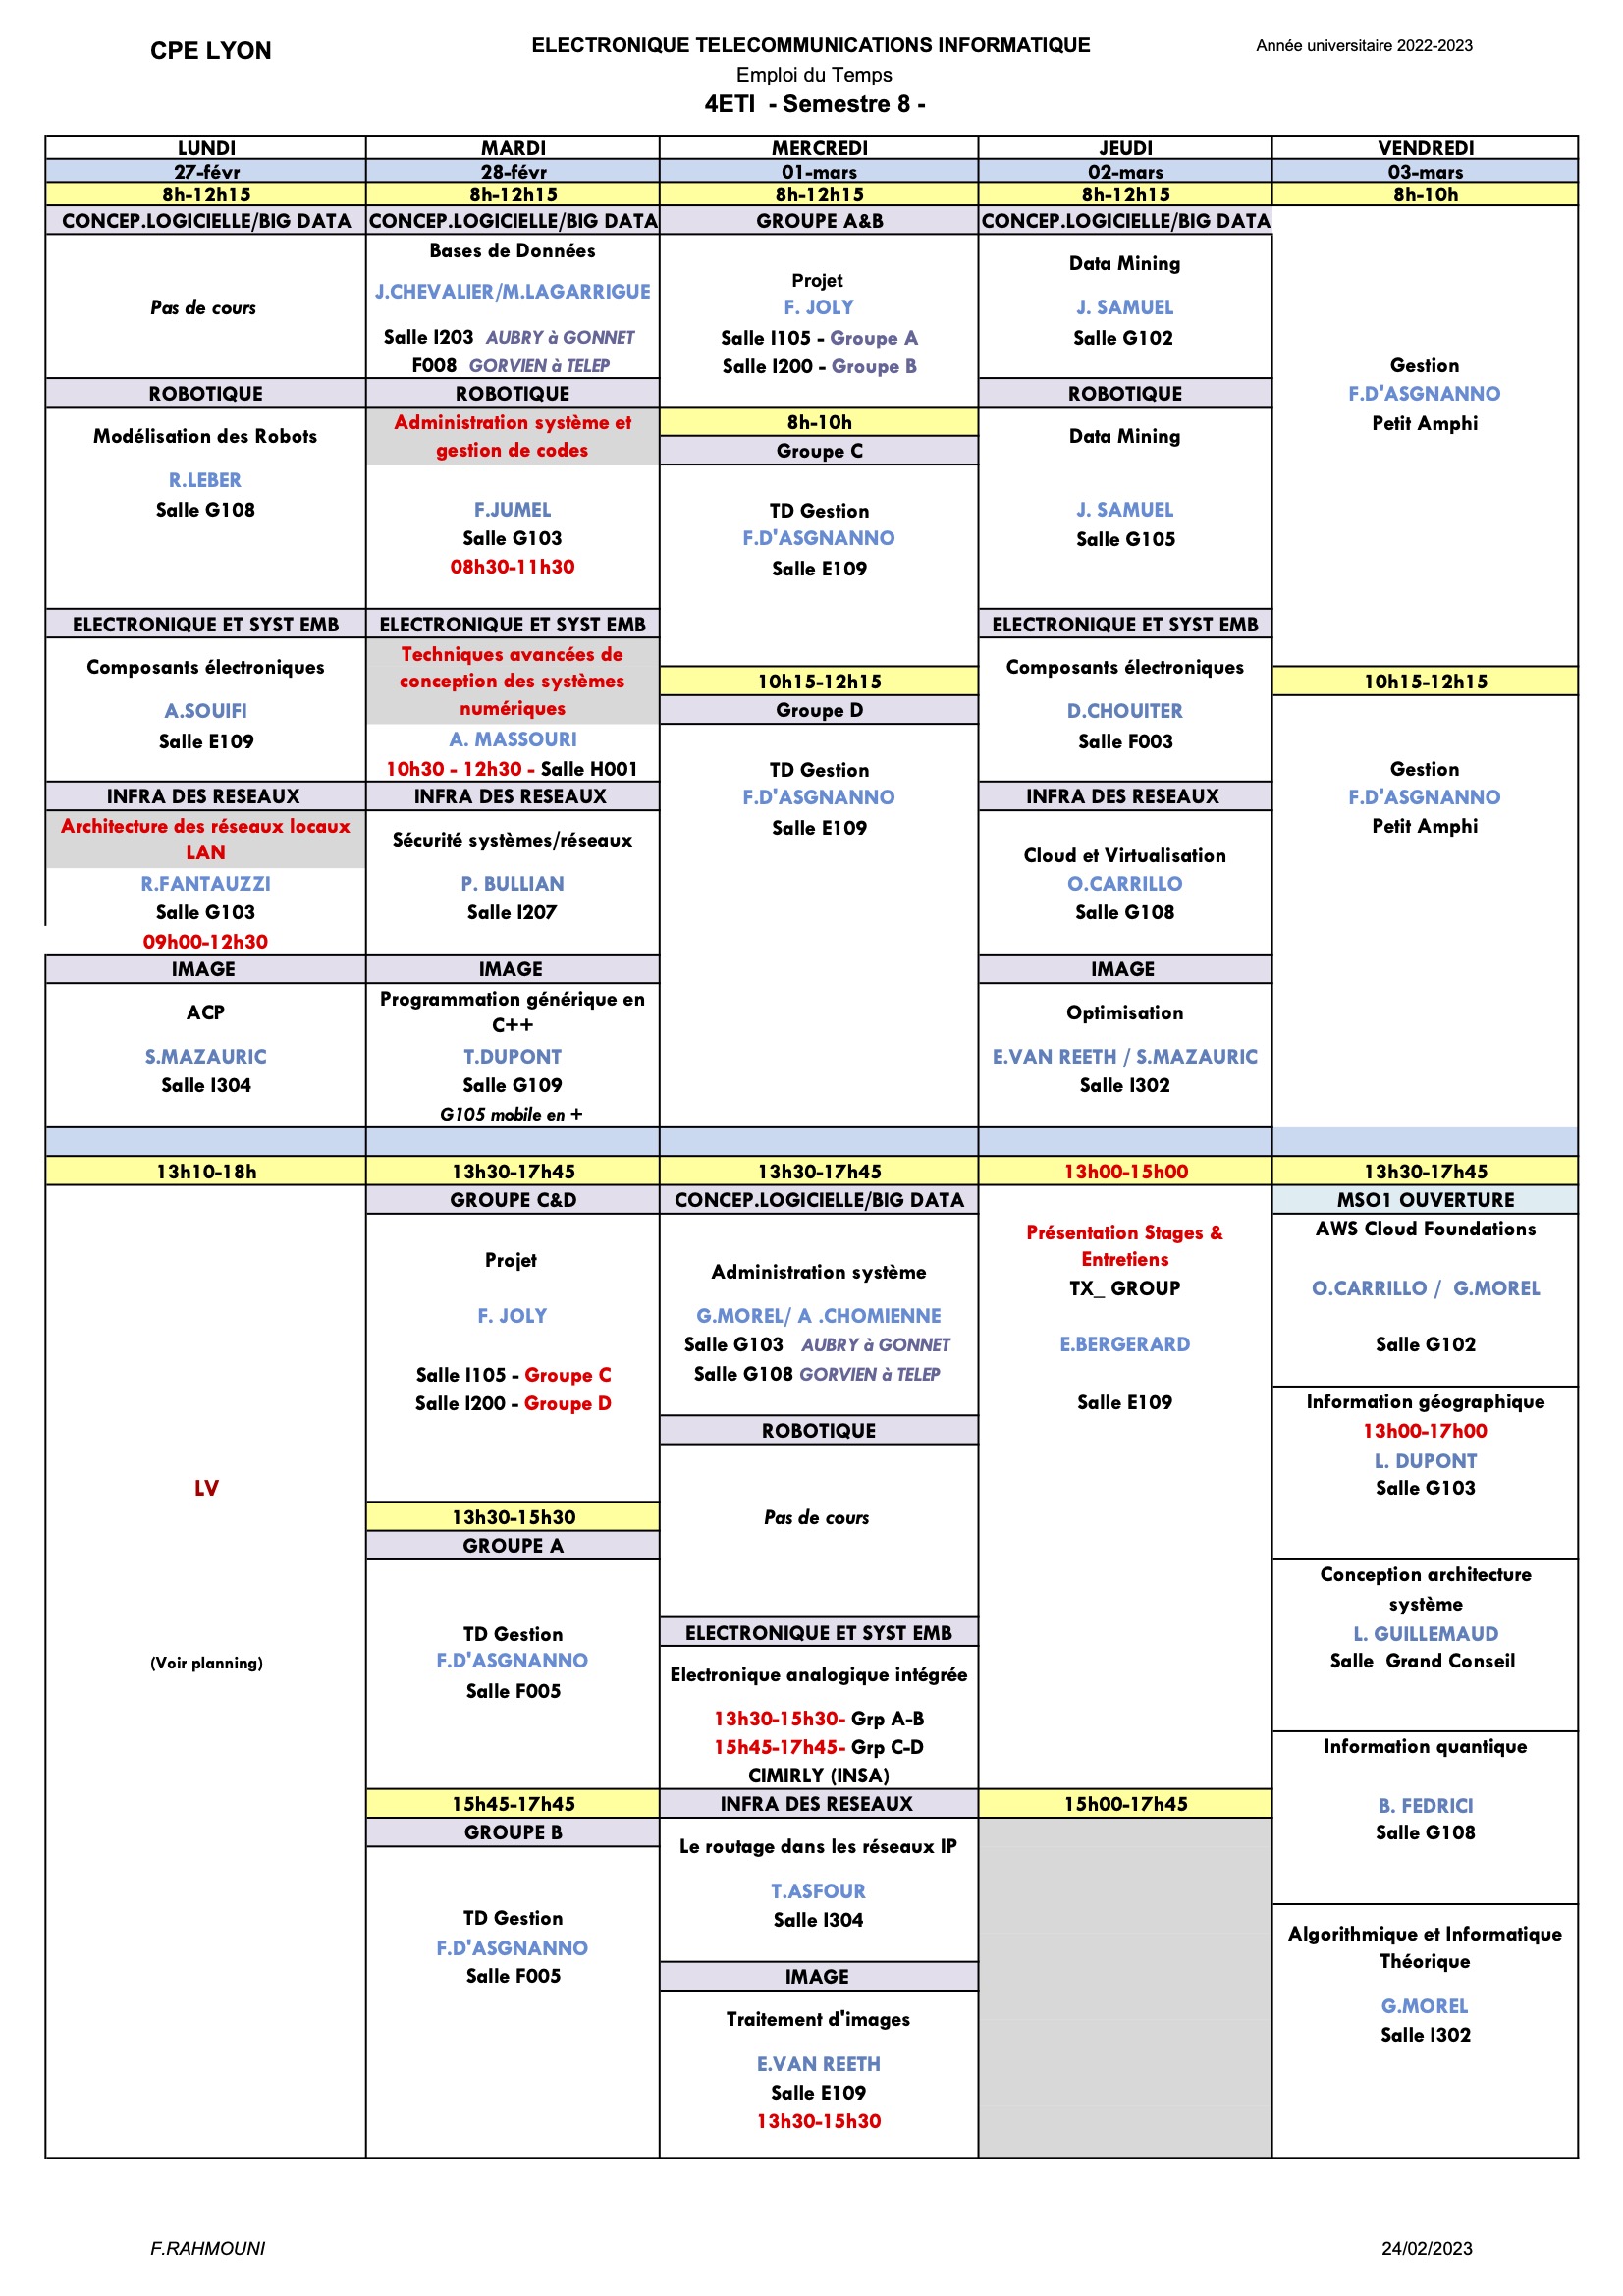 CPE LYON
ELECTRONIQUE TELECOMMUNICATIONS INFORMATIQUE
Année universitaire 2022-2023
Emploi du Temps
4ETI - Semestre 8 -
LUNDI
27-févr
8h-12h15
CONCEP.LOGICIELLE/BIG DATA
Pas de cours
ROBOTIQUE
Modélisation des Robots
R.LEBER
Salle G108
ELECTRONIQUE ET SYST EMB
Composants électroniques
A.SOUIFI
Salle E109
INFRA DES RESEAUX
Architecture des réseaux locaux
LAN
R.FANTAUZZI
Salle G103
09h00-12h30
IMAGE
ACP
S.MAZAURIC
Salle I304
13h10-18h
LV
(Voir planning)
MARDI
28-févr
8h-12h15
CONCEP.LOGICIELLE/BIG DATA
Bases de Données
J.CHEVALIER/M.LAGARRIGUE
Salle I203 AUBRY à GONNET
F008 GORVIEN à TELEP
ROBOTIQUE
Administration système et
gestion de codes
F.JUMEL
Salle G103
08h30-11h30
ELECTRONIQUE ET SYST EMB
Techniques avancées de
conception des systèmes
numériques
A. MASSOURI
10h30 - 12h30 - Salle H001
INFRA DES RESEAUX
Sécurité systèmes/réseaux
P. BULLIAN
Salle I207
IMAGE
Programmation générique en
C++
T.DUPONT
Salle G109
G105 mobile en +
13h30-17h45
GROUPE C&D
Projet
F. JOLY
Salle I105 - Groupe C
Salle I200 - Groupe D
13h30-15h30
GROUPE A
TD Gestion
F.D'ASGNANNO
Salle F005
15h45-17h45
GROUPE B
TD Gestion
F.D'ASGNANNO
Salle F005
MERCREDI
01-mars
8h-12h15
GROUPE A&B
Projet
F. JOLY
Salle I105 - Groupe A
Salle I200 - Groupe B
8h-10h
Groupe C
TD Gestion
F.D'ASGNANNO
Salle E109
10h15-12h15
Groupe D
TD Gestion
F.D'ASGNANNO
Salle E109
13h30-17h45
CONCEP.LOGICIELLE/BIG DATA
Administration système
G.MOREL/ A .CHOMIENNE
Salle G103 AUBRY à GONNET
Salle G108 GORVIEN à TELEP
ROBOTIQUE
Pas de cours
ELECTRONIQUE ET SYST EMB
Electronique analogique intégrée
13h30-15h30- Grp A-B
15h45-17h45- Grp C-D
CIMIRLY (INSA)
INFRA DES RESEAUX
Le routage dans les réseaux IP
T.ASFOUR
Salle I304
IMAGE
Traitement d'images
E.VAN REETH
Salle E109
13h30-15h30
JEUDI
02-mars
8h-12h15
CONCEP.LOGICIELLE/BIG DATA
Data Mining
J. SAMUEL
Salle G102
ROBOTIQUE
Data Mining
J. SAMUEL
Salle G105
ELECTRONIQUE ET SYST EMB
Composants électroniques
D.CHOUITER
Salle F003
INFRA DES RESEAUX
Cloud et Virtualisation
O.CARRILLO
Salle G108
IMAGE
Optimisation
E.VAN REETH / S.MAZAURIC
Salle I302
13h00-15h00
Présentation Stages &
Entretiens
TX_ GROUP
E.BERGERARD
Salle E109
15h00-17h45
VENDREDI
03-mars
8h-10h
Gestion
F.D'ASGNANNO
Petit Amphi
10h15-12h15
Gestion
F.D'ASGNANNO
Petit Amphi
13h30-17h45
MSO1 OUVERTURE
AWS Cloud Foundations
O.CARRILLO / G.MOREL
Salle G102
Information géographique
13h00-17h00
L. DUPONT
Salle G103
Conception architecture
système
L. GUILLEMAUD
Salle Grand Conseil
Information quantique
B. FEDRICI
Salle G108
Algorithmique et Informatique
Théorique
G.MOREL
Salle I302
F.RAHMOUNI
24/02/2023